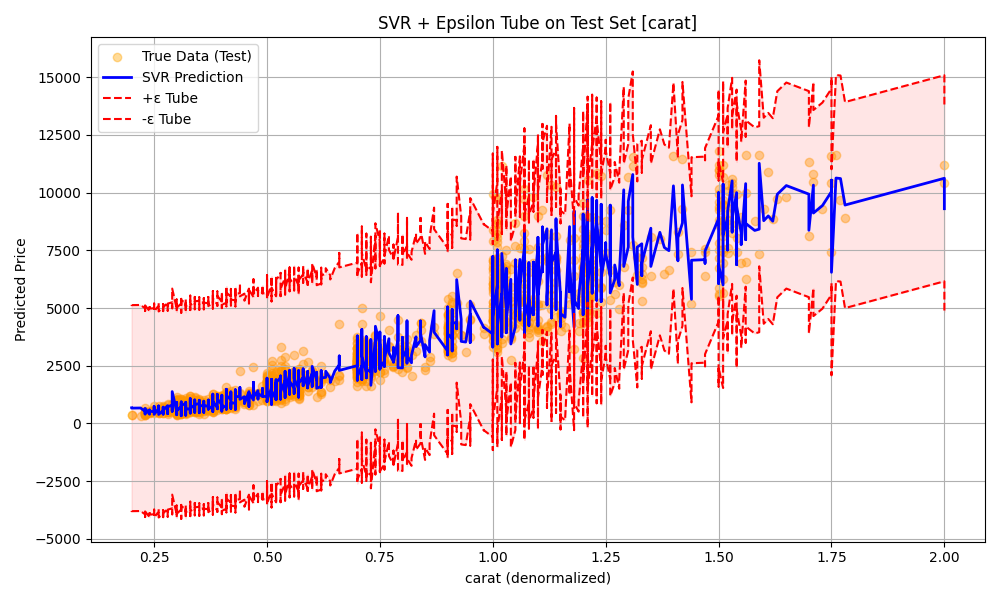 SVR + Epsilon Tube on Test Set [carat]
True Data (Test)
SVR Prediction
+ε Tube
-ε Tube
Predicted Price
15000
12500
10000
7500
5000
2500
0
−2500
−5000
0.25 0.50 0.75 1.00 1.25 1.50 1.75 2.00
carat (denormalized)